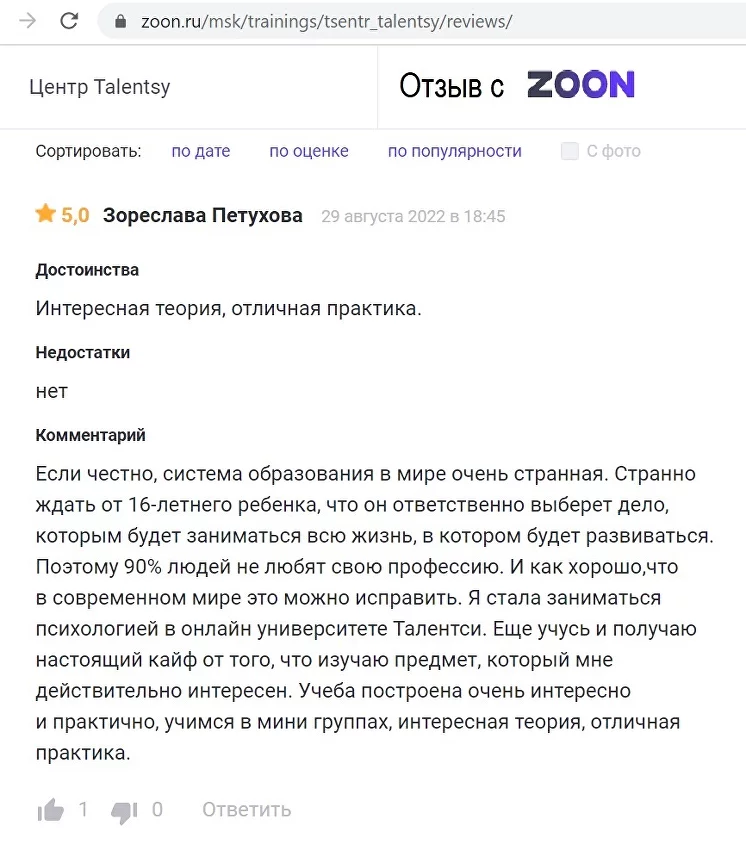 zoon.ru/msk/trainings/tsentr_talentsy/reviews/
Центр Talentsy
Отзыв с ZOON
Сортировать: по дате по оценке по популярности С фото
5,0 Зореслава Петухова 29 августа 2022 в 18:45
Достоинства
Интересная теория, отличная практика.
Недостатки
нет
Комментарий
Если честно, система образования в мире очень странная. Странно
ждать от 16-летнего ребенка, что он ответственно выберет дело,
которым будет заниматься всю жизнь, в котором будет развиваться.
Поэтому 90% людей не любят свою профессию. И как хорошо,что
в современном мире это можно исправить. Я стала заниматься
психологией в онлайн университете Талентси. Еще учусь и получаю
настоящий кайф от того, что изучаю предмет, который мне
действительно интересен. Учеба построена очень интересно
и практично, учимся в мини группах, интересная теория, отличная
практика.
1 0 Ответить